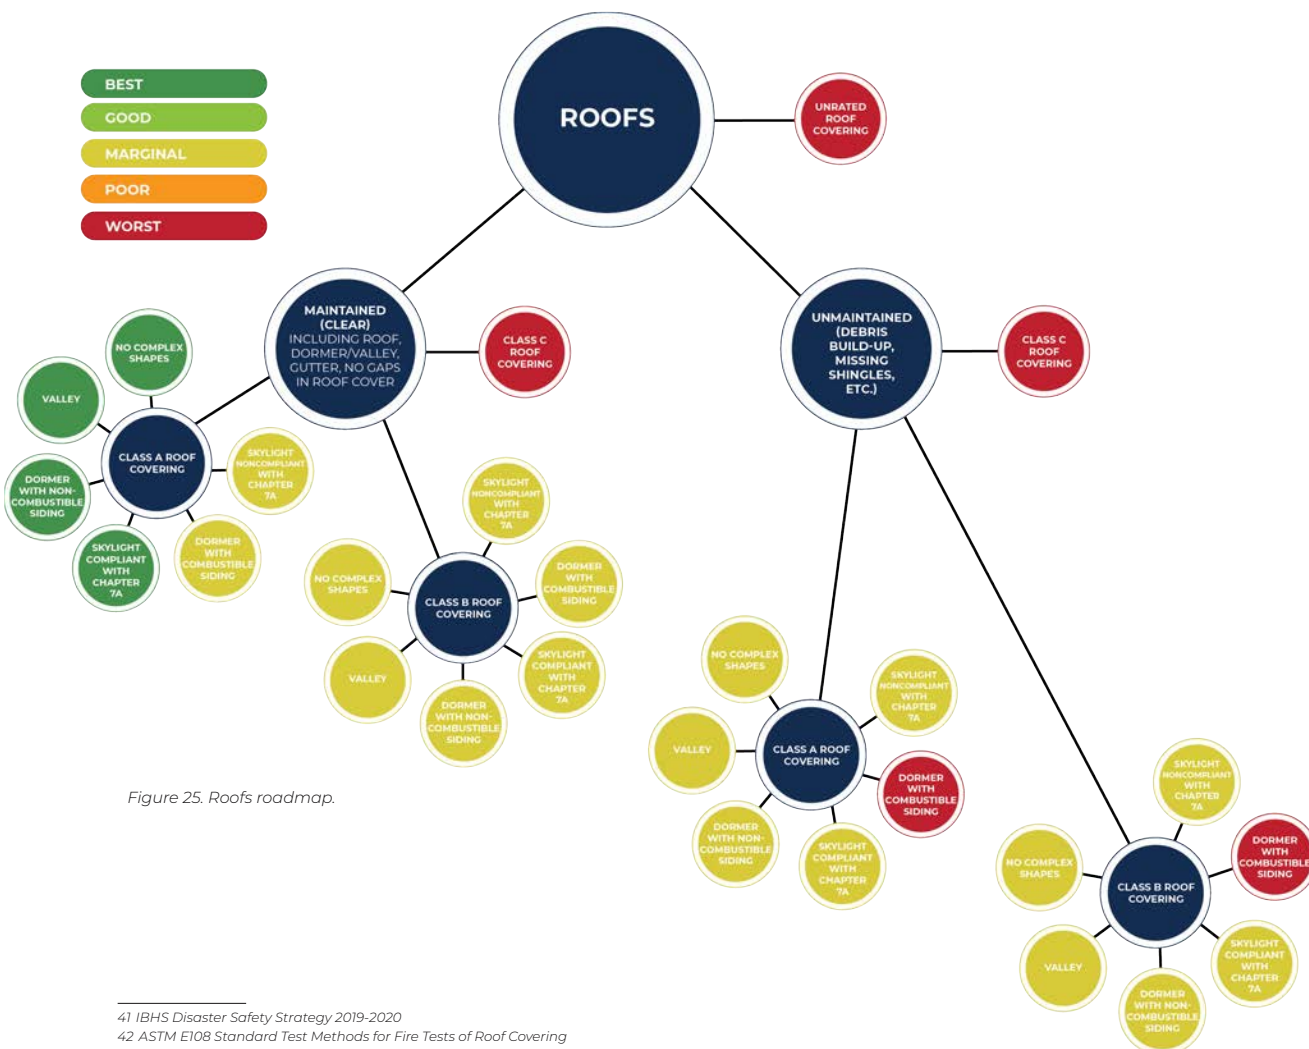 BEST
GOOD
MARGINAL
POOR
WORST
ROOFS
UNRATED
ROOF
COVERING
MAINTAINED
(CLEAR)
INCLUDING ROOF,
DORMER/VALLEY,
GUTTER, NO GAPS
IN ROOF COVER
CLASS C
ROOF
COVERING
UNMAINTAINED
(DEBRIS
BUILD-UP,
MISSING
SHINGLES,
ETC.)
CLASS C
ROOF
COVERING
NO COMPLEX
SHAPES
VALLEY
CLASS A ROOF
COVERING
SKYLIGHT
NONCOMPLIANT
WITH
CHAPTER
7A
DORMER
WITH NON-
COMBUSTIBLE
SIDING
SKYLIGHT
COMPLIANT
WITH
CHAPTER
7A
DORMER
WITH
COMBUSTIBLE
SIDING
SKYLIGHT
NONCOMPLIANT
WITH
CHAPTER
7A
NO COMPLEX
SHAPES
CLASS B ROOF
COVERING
DORMER
WITH
COMBUSTIBLE
SIDING
VALLEY
SKYLIGHT
COMPLIANT
WITH
CHAPTER
7A
DORMER
WITH NON-
COMBUSTIBLE
SIDING
NO COMPLEX
SHAPES
SKYLIGHT
NONCOMPLIANT
WITH
CHAPTER
7A
VALLEY
CLASS A ROOF
COVERING
DORMER
WITH
COMBUSTIBLE
SIDING
DORMER
WITH NON-
COMBUSTIBLE
SIDING
SKYLIGHT
COMPLIANT
WITH
CHAPTER
7A
SKYLIGHT
NONCOMPLIANT
WITH
CHAPTER
7A
NO COMPLEX
SHAPES
CLASS B ROOF
COVERING
DORMER
WITH
COMBUSTIBLE
SIDING
VALLEY
SKYLIGHT
COMPLIANT
WITH
CHAPTER
7A
DORMER
WITH NON-
COMBUSTIBLE
SIDING
Figure 25. Roofs roadmap.
41 IBHS Disaster Safety Strategy 2019-2020
42 ASTM E108 Standard Test Methods for Fire Tests of Roof Covering